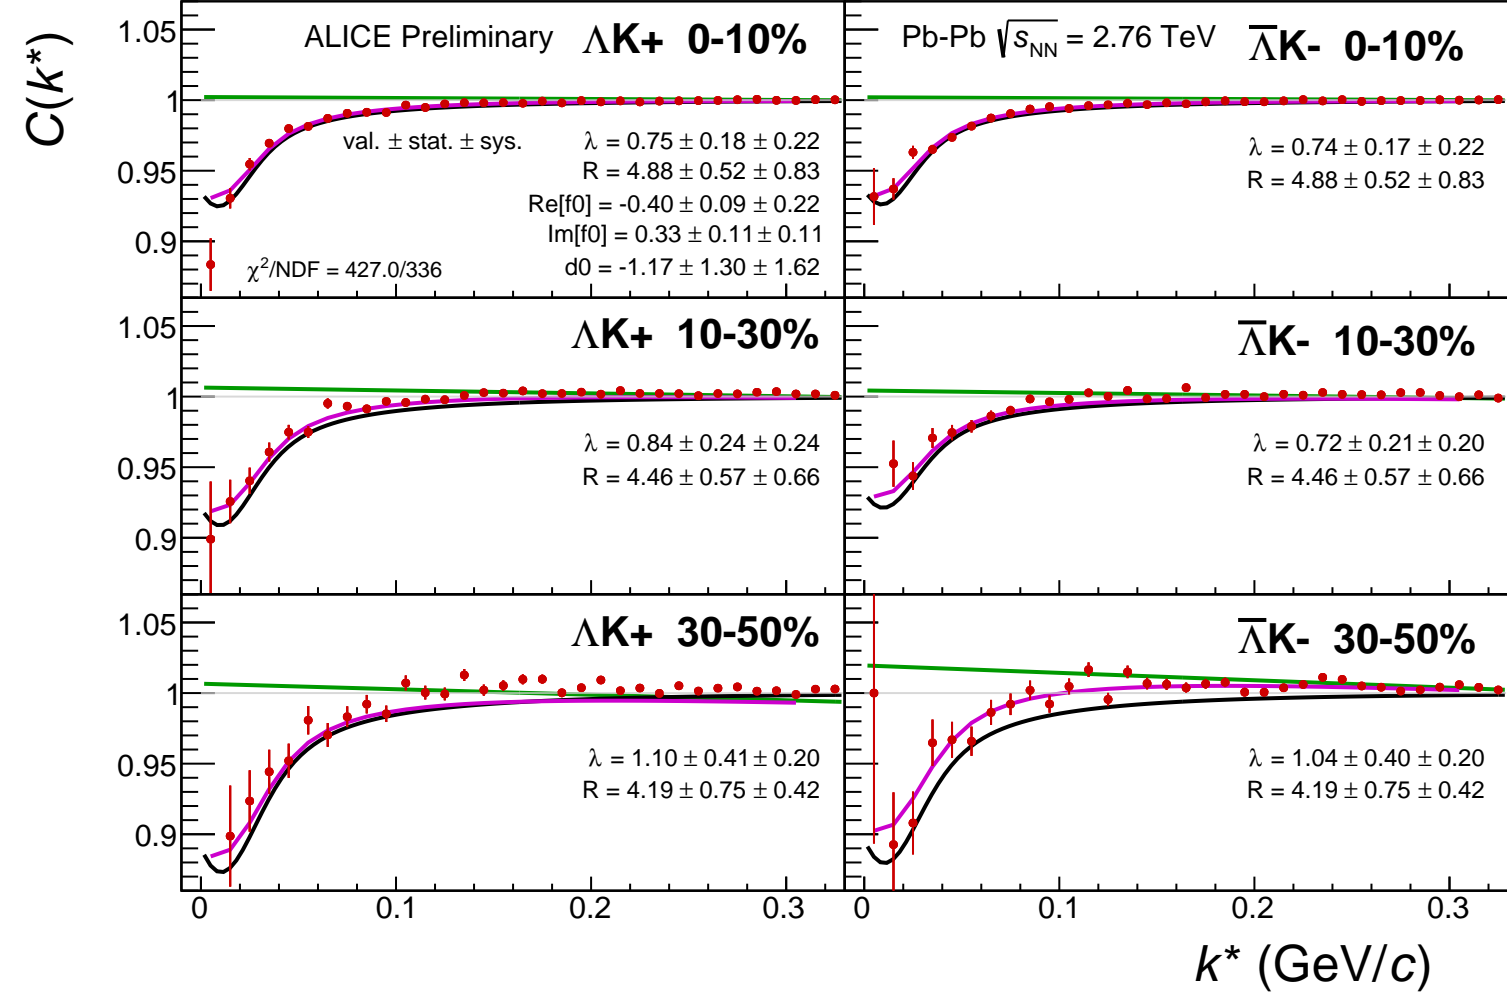 C(k*)
1.05
1
0.95
0.9
ALICE Preliminary ΛK+ 0-10%
val. ± stat. ± sys.
λ = 0.75 ± 0.18 ± 0.22
R = 4.88 ± 0.52 ± 0.83
Re[f0] = -0.40 ± 0.09 ± 0.22
Im[f0] = 0.33 ± 0.11 ± 0.11
d0 = -1.17 ± 1.30 ± 1.62
χ²/NDF = 427.0/336
Pb-Pb √s_NN = 2.76 TeV Λ̅K- 0-10%
λ = 0.74 ± 0.17 ± 0.22
R = 4.88 ± 0.52 ± 0.83
1.05
1
0.95
0.9
ΛK+ 10-30%
λ = 0.84 ± 0.24 ± 0.24
R = 4.46 ± 0.57 ± 0.66
Λ̅K- 10-30%
λ = 0.72 ± 0.21 ± 0.20
R = 4.46 ± 0.57 ± 0.66
1.05
1
0.95
0.9
ΛK+ 30-50%
λ = 1.10 ± 0.41 ± 0.20
R = 4.19 ± 0.75 ± 0.42
Λ̅K- 30-50%
λ = 1.04 ± 0.40 ± 0.20
R = 4.19 ± 0.75 ± 0.42
0 0.1 0.2 0.3
0 0.1 0.2 0.3
k* (GeV/c)